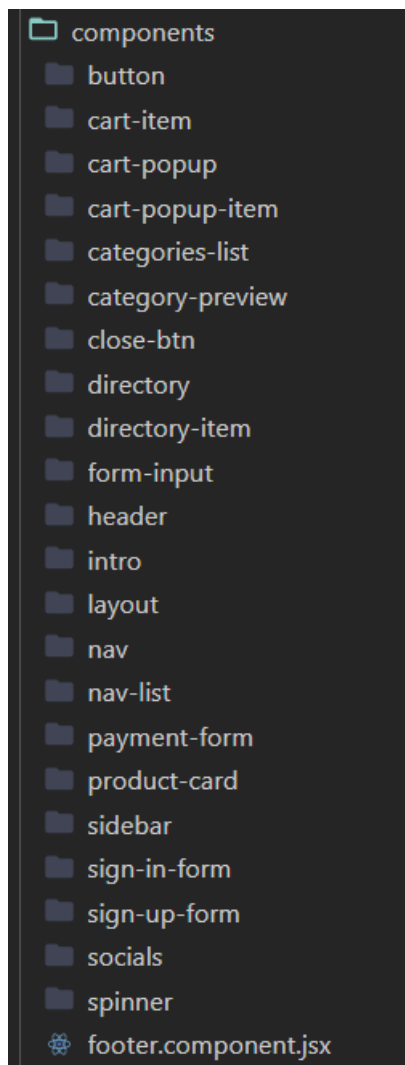 components
button
cart-item
cart-popup
cart-popup-item
categories-list
category-preview
close-btn
directory
directory-item
form-input
header
intro
layout
nav
nav-list
payment-form
product-card
sidebar
sign-in-form
sign-up-form
socials
spinner
footer.component.jsx